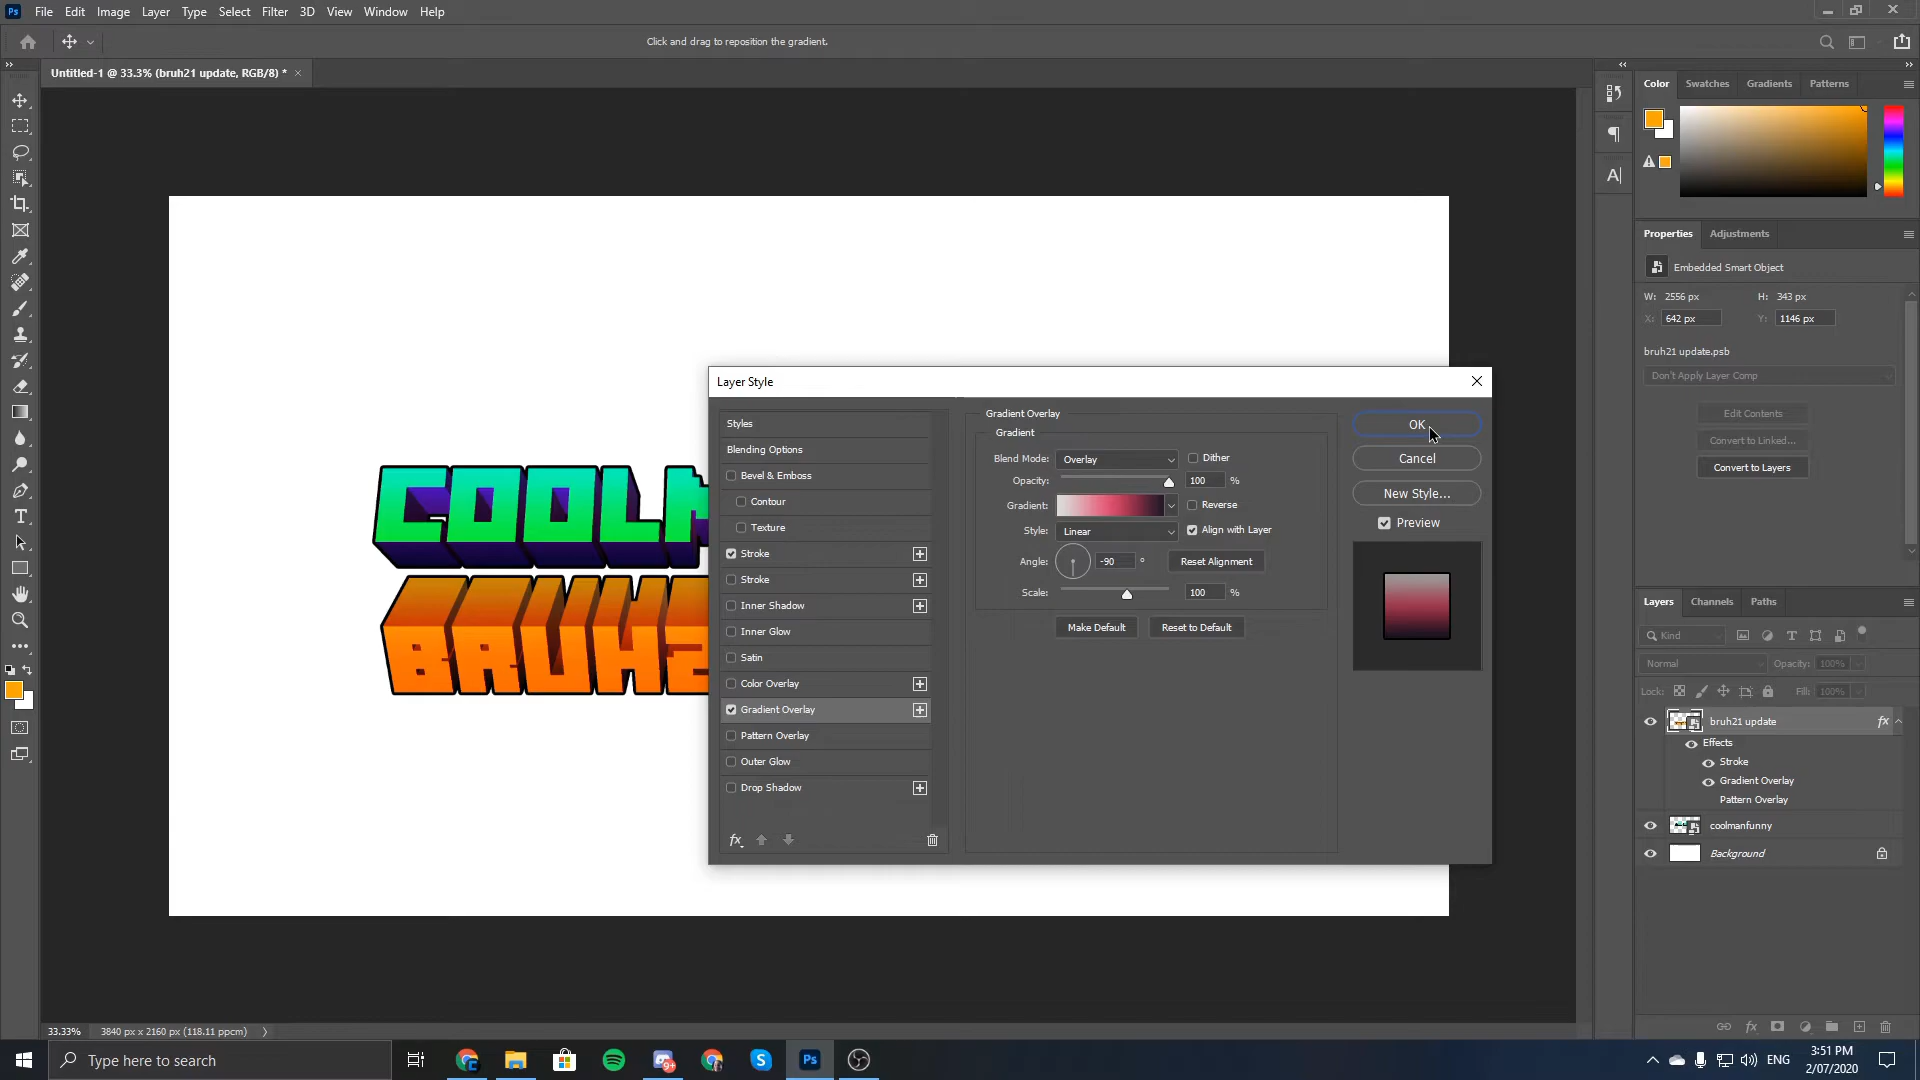 Ps File Edit Image Layer Type Select Filter 3D View Window Help
Click and drag to reposition the gradient.
Untitled-1 @ 33.3% (bruh21 update, RGB/8) * ×
Color Swatches Gradients Patterns
Properties Adjustments
Embedded Smart Object
W: 2556 px H: 343 px
X: 642 px Y: 1146 px
bruh21 update.psb
Don't Apply Layer Comp
Edit Contents
Convert to Linked...
Convert to Layers
COOLM
BRUH2
Layer Style
Styles
Blending Options
Bevel & Emboss
Contour
Texture
Stroke
Stroke
Inner Shadow
Inner Glow
Satin
Color Overlay
Gradient Overlay
Pattern Overlay
Outer Glow
Drop Shadow
fx
Gradient Overlay
Gradient
Blend Mode: Overlay Dither
Opacity: 100 %
Gradient: Reverse
Style: Linear Align with Layer
Angle: -90 ° Reset Alignment
Scale: 100 %
Make Default Reset to Default
OK
Cancel
New Style...
Preview
Layers Channels Paths
Kind
Normal Opacity: 100%
Lock: Fill: 100%
bruh21 update fx
Effects
Stroke
Gradient Overlay
Pattern Overlay
coolmanfunny
Background
fx
33.33% 3840 px x 2160 px (118.11 ppcm)
Type here to search
9+
Ps
ENG
3:51 PM
2/07/2020